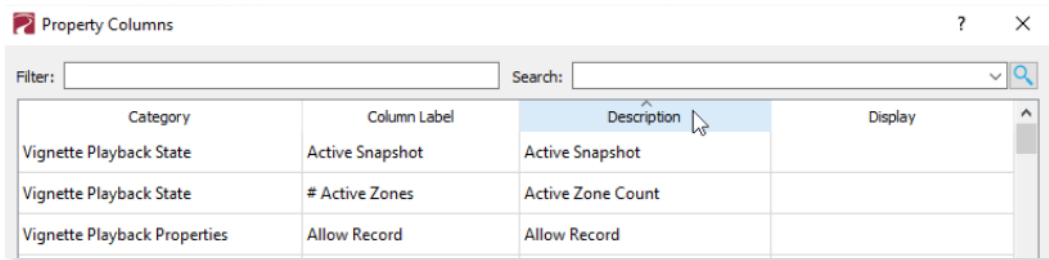 Property Columns ?
Filter: Search:
Category Column Label Description Display
Vignette Playback State Active Snapshot Active Snapshot
Vignette Playback State # Active Zones Active Zone Count
Vignette Playback Properties Allow Record Allow Record